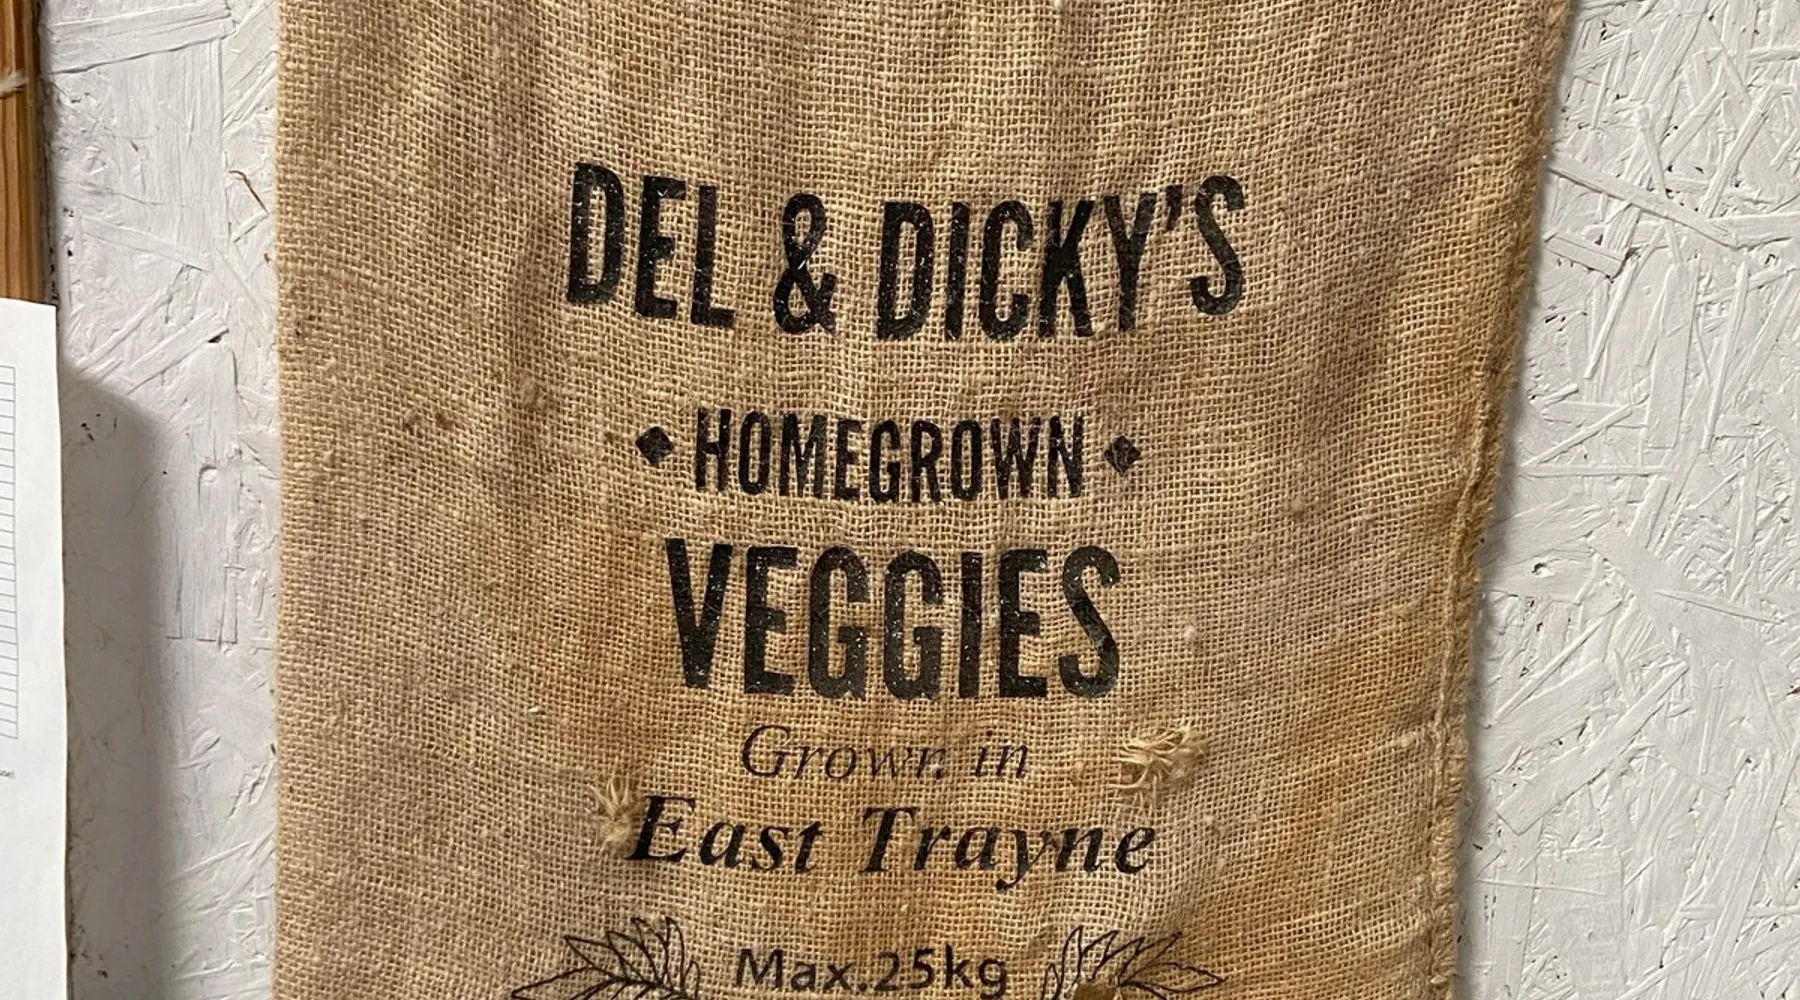 DEL & DICKY'S
HOMEGROWN
VEGGIES
Grown in
East Trayne
Max.25kg